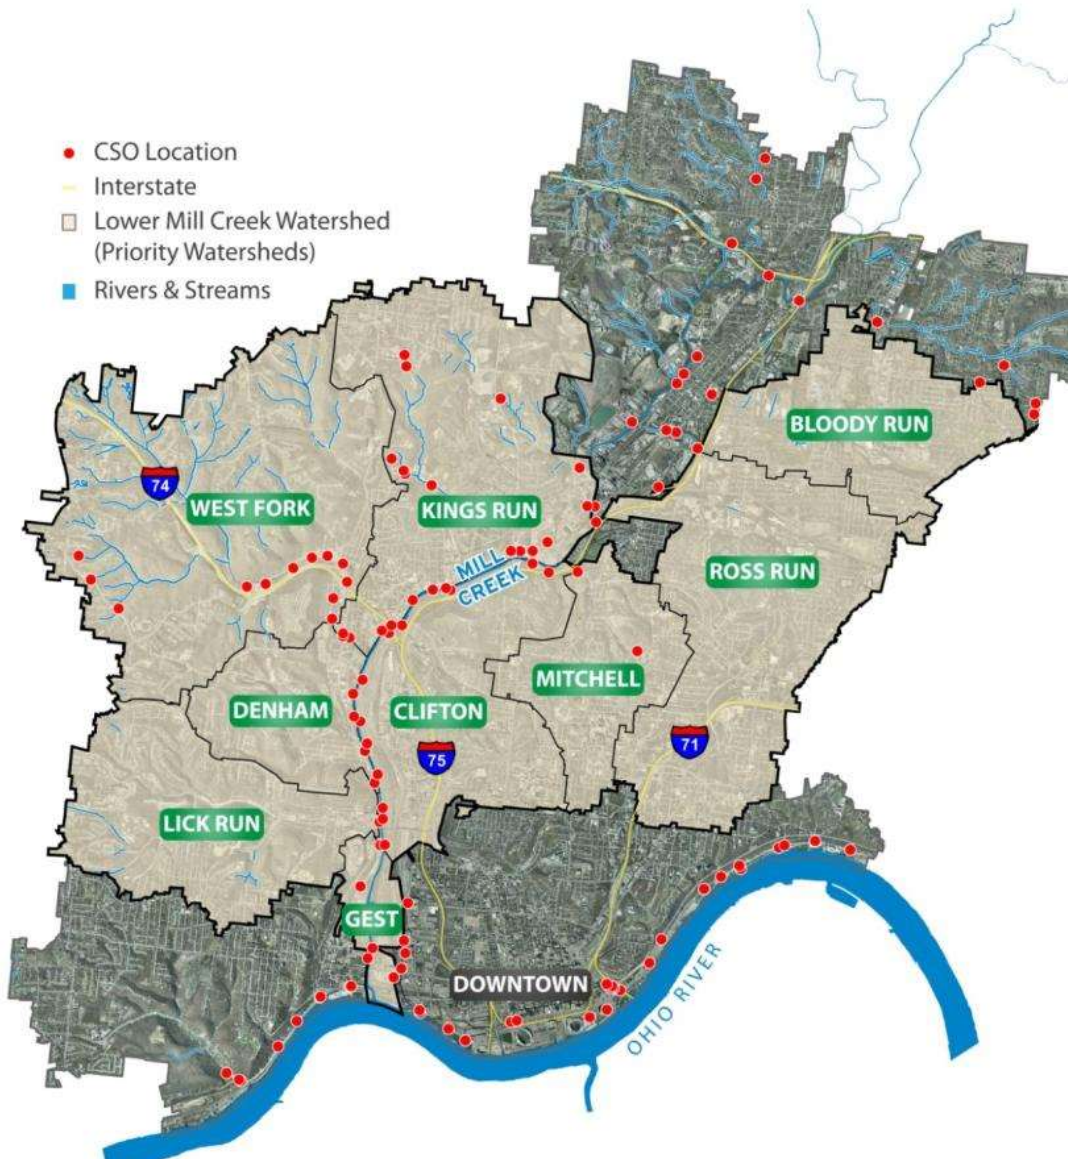 CSO Location
Interstate
Lower Mill Creek Watershed
(Priority Watersheds)
Rivers & Streams
BLOODY RUN
74
WEST FORK
KINGS RUN
MILL
CREEK
ROSS RUN
MITCHELL
DENHAM
CLIFTON
71
75
LICK RUN
GEST
DOWNTOWN
OHIO RIVER